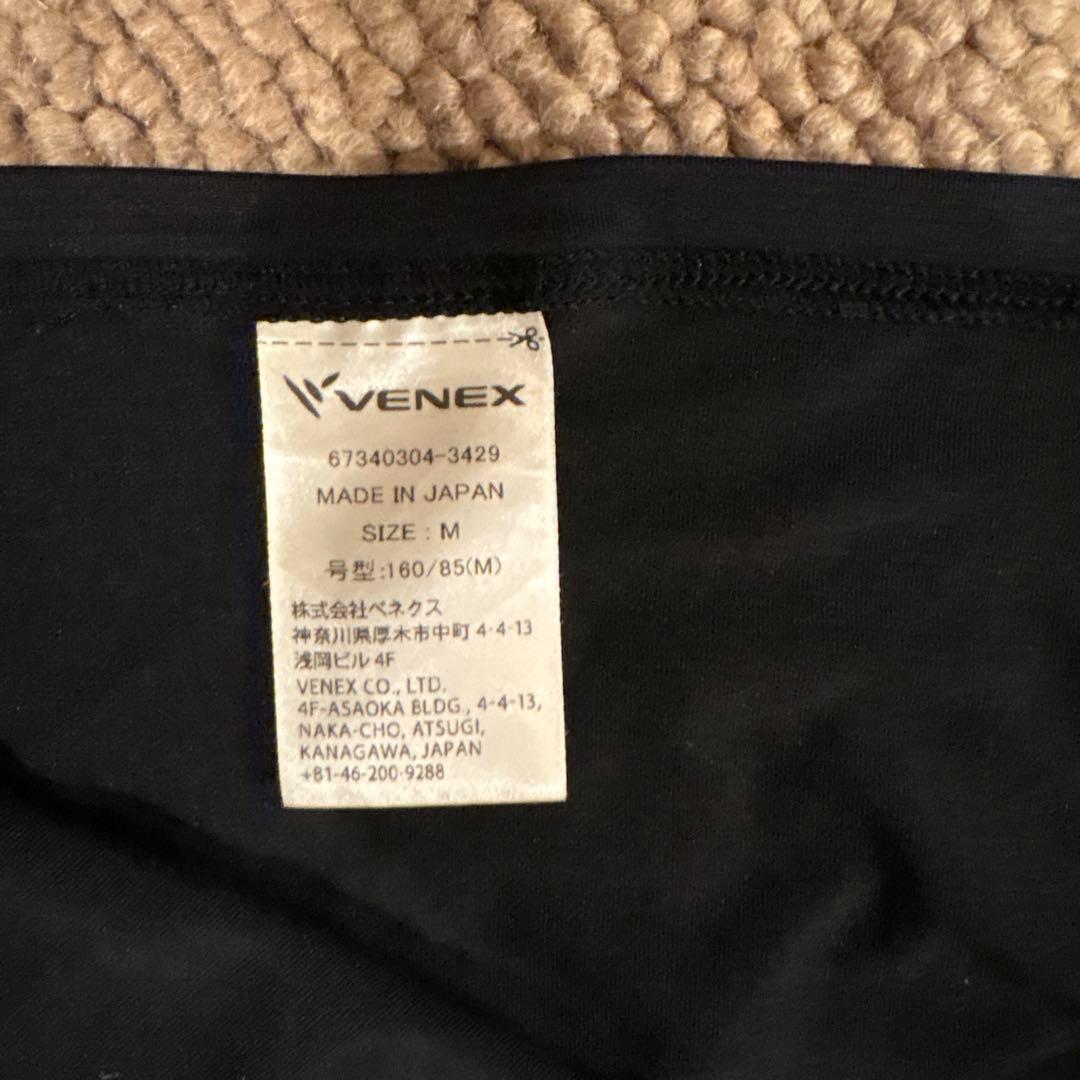 VENEX
67340304-3429
MADE IN JAPAN
SIZE : M
号型:160/85(M)
株式会社ベネクス
神奈川県厚木市中町 4-4-13
浅岡ビル 4F
VENEX CO., LTD.
4F-ASAOKA BLDG., 4-4-13,
NAKA-CHO, ATSUGI,
KANAGAWA, JAPAN
+81-46-200-9288